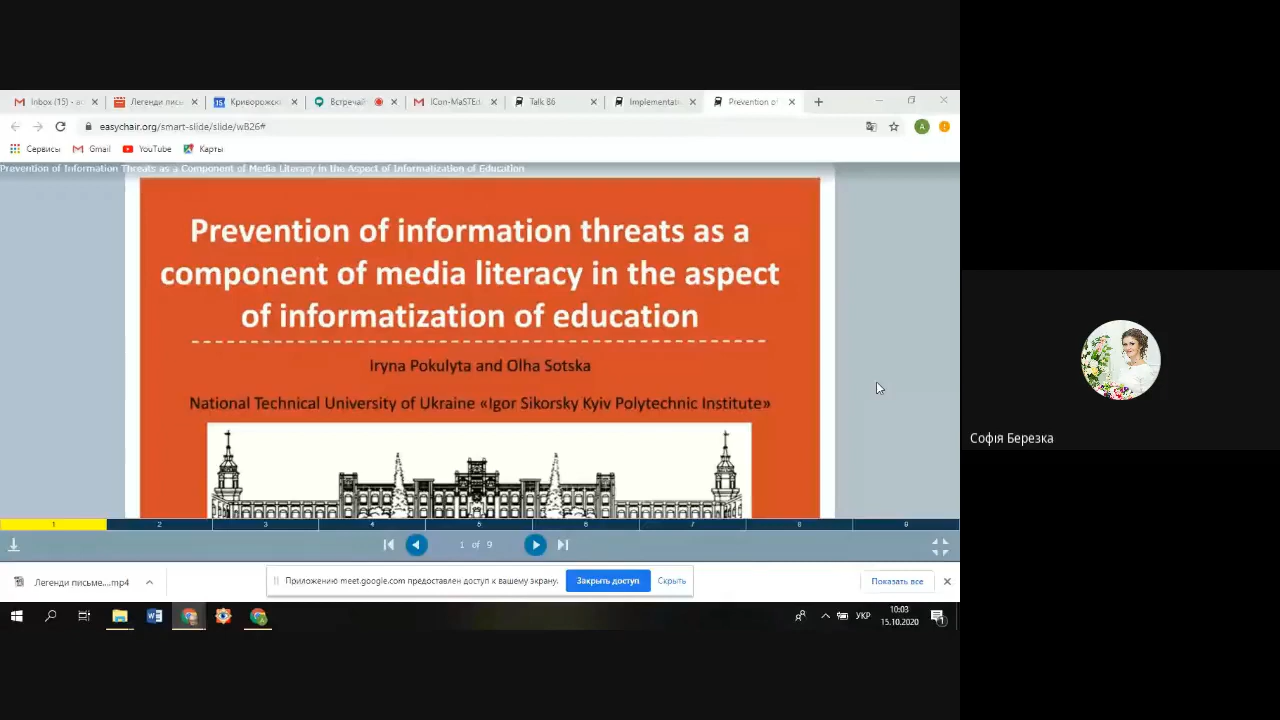 Inbox (15) - an
Легенди пись
Криворожск
Встреча
ICon-MaSTEd
Talk 86
Implementati
Prevention of
easychair.org/smart-slide/slide/wB26#
A
Сервисы
Gmail
YouTube
Карты
Prevention of Information Threats as a Component of Media Literacy in the Aspect of Informatization of Education
Prevention of information threats as a
component of media literacy in the aspect
of informatization of education
Iryna Pokulyta and Olha Sotska
National Technical University of Ukraine «Igor Sikorsky Kyiv Polytechnic Institute»
Софія Березка
1 2 3 4 5 6 7 8 9
1 of 9
Легенди письме....mp4
Приложению meet.google.com предоставлен доступ к вашему экрану.
Закрыть доступ
Скрыть
Показать все
УКР
10:03
15.10.2020